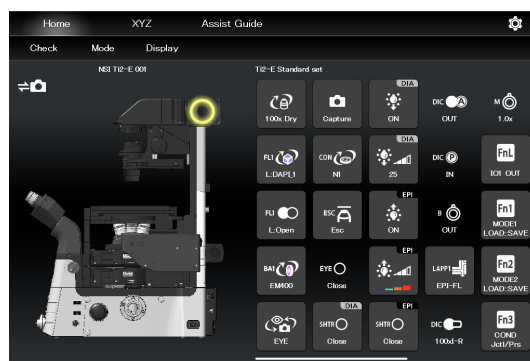 Home XYZ Assist Guide
Check Mode Display
NSI Ti2-E 001
Ti2-E Standard set
100x Dry
Capture
DIA
ON
DIC A
OUT
M
1.0x
FL1
L:DAPI_1
CON
N1
DIA
25
DIC P
IN
FnL
IO1 OUT
FL1
L:Open
ESC
Esc
EPI
ON
B
OUT
Fn1
MODE1
LOAD:SAVE
BA1
EM400
EYE
Close
EPI
LAPP1
EPI-FL
Fn2
MODE2
LOAD:SAVE
EYE
DIA
SHTR
Close
EPI
SHTR
Close
DIC
100xI-R
Fn3
COND
Jctl/Prs